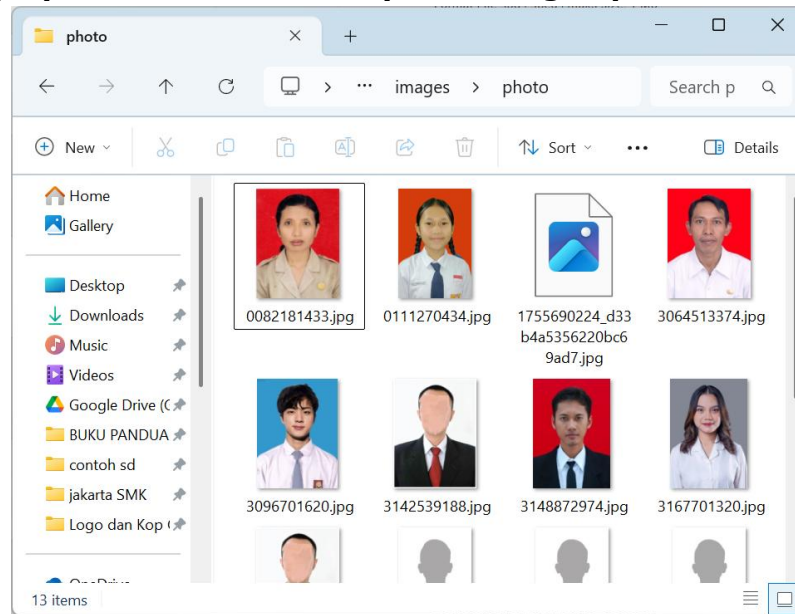 photo
images > photo
Search p
New
Sort
Details
Home
Gallery
Desktop
Downloads
Music
Videos
Google Drive (C
BUKU PANDUA
contoh sd
jakarta SMK
Logo dan Kop
0082181433.jpg
0111270434.jpg
1755690224_d33
b4a5356220bc6
9ad7.jpg
3064513374.jpg
3096701620.jpg
3142539188.jpg
3148872974.jpg
3167701320.jpg
13 items